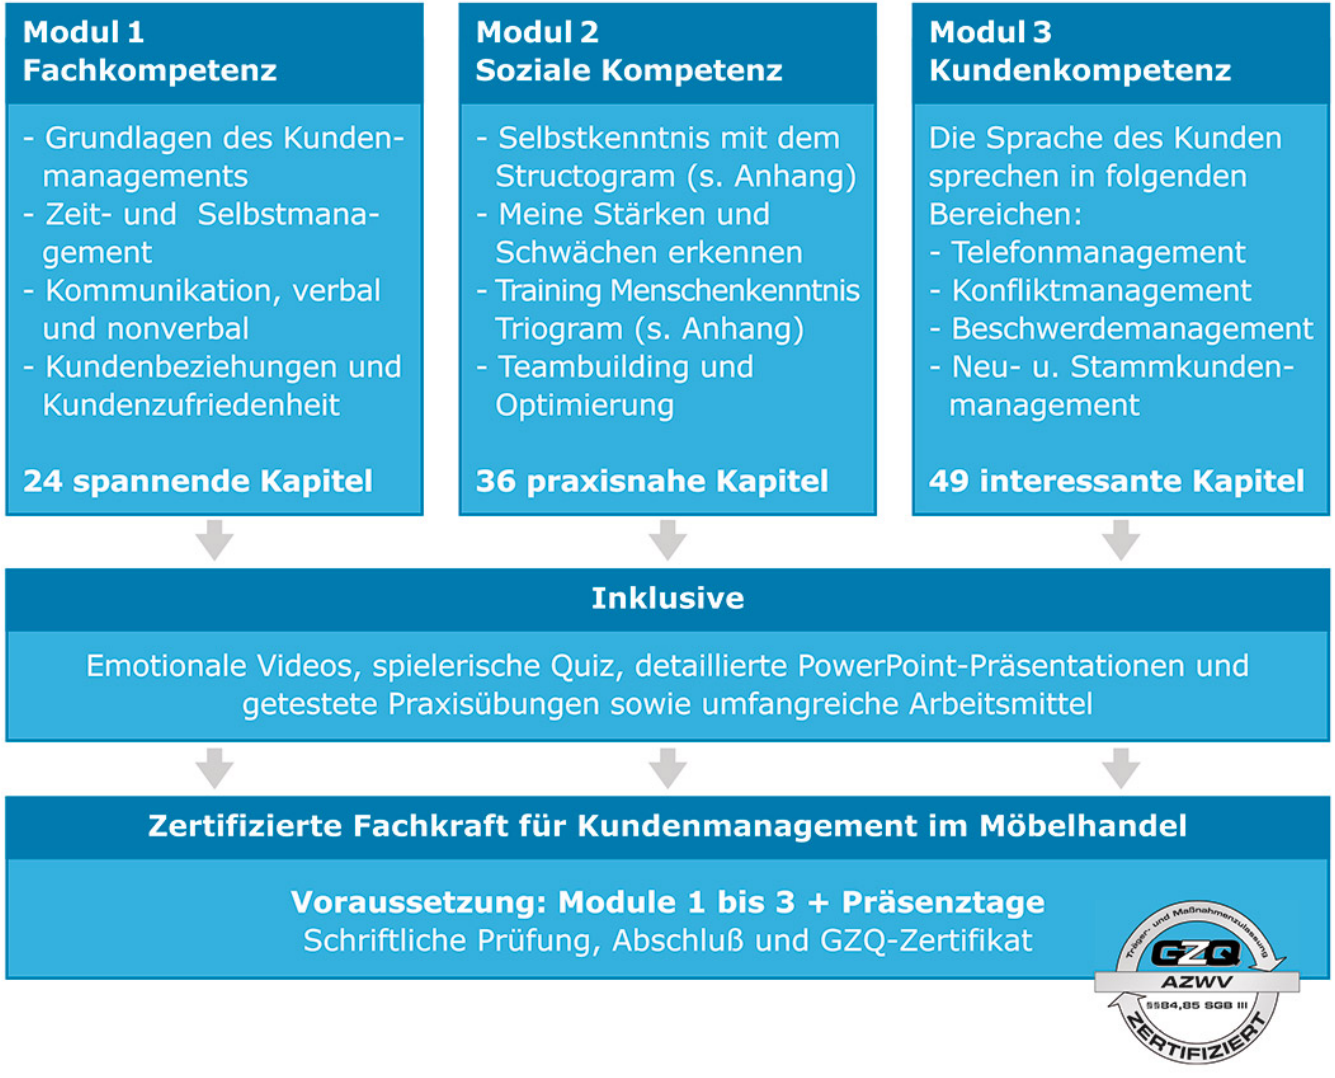 Modul 1
Fachkompetenz
- Grundlagen des Kunden-
managements
- Zeit- und Selbstmana-
gement
- Kommunikation, verbal
und nonverbal
- Kundenbeziehungen und
Kundenzufriedenheit
24 spannende Kapitel
Modul 2
Soziale Kompetenz
- Selbstkenntnis mit dem
Structogram (s. Anhang)
- Meine Stärken und
Schwächen erkennen
- Training Menschenkenntnis
Triogram (s. Anhang)
- Teambuilding und
Optimierung
36 praxisnahe Kapitel
Modul 3
Kundenkompetenz
Die Sprache des Kunden
sprechen in folgenden
Bereichen:
- Telefonmanagement
- Konfliktmanagement
- Beschwerdemanagement
- Neu- u. Stammkunden-
management
49 interessante Kapitel
Inklusive
Emotionale Videos, spielerische Quiz, detaillierte PowerPoint-Präsentationen und
getestete Praxisübungen sowie umfangreiche Arbeitsmittel
Zertifizierte Fachkraft für Kundenmanagement im Möbelhandel
Voraussetzung: Module 1 bis 3 + Präsenztage
Schriftliche Prüfung, Abschluß und GZQ-Zertifikat
Träger- und Maßnahmenzulassung
GZQ
AZWV
§§84,85 SGB III
ZERTIFIZIERT